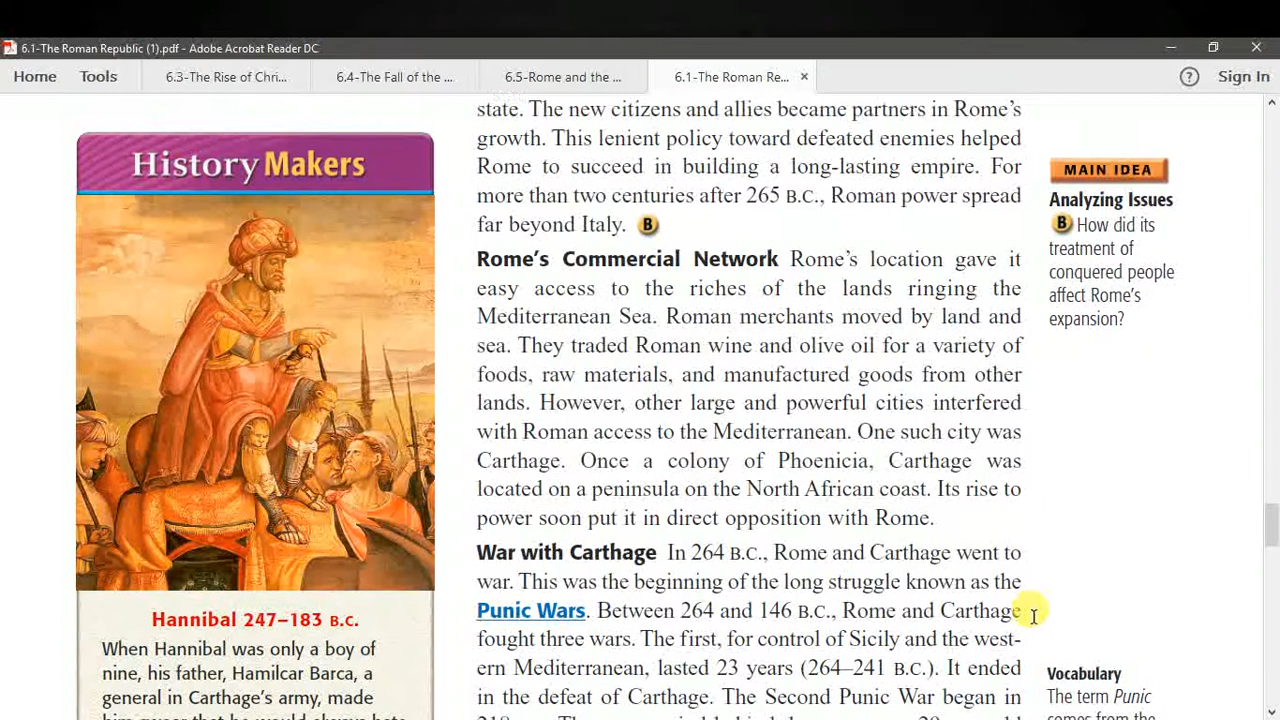 6.1-The Roman Republic (1).pdf - Adobe Acrobat Reader DC
Home
Tools
6.3-The Rise of Chri...
6.4-The Fall of the ...
6.5-Rome and the ...
6.1-The Roman Re... ×
? Sign In
History Makers
Hannibal 247–183 B.C.
When Hannibal was only a boy of
nine, his father, Hamilcar Barca, a
general in Carthage's army, made
him swear that he would always hate
state. The new citizens and allies became partners in Rome's
growth. This lenient policy toward defeated enemies helped
Rome to succeed in building a long-lasting empire. For
more than two centuries after 265 B.C., Roman power spread
far beyond Italy. B
Rome's Commercial Network Rome's location gave it
easy access to the riches of the lands ringing the
Mediterranean Sea. Roman merchants moved by land and
sea. They traded Roman wine and olive oil for a variety of
foods, raw materials, and manufactured goods from other
lands. However, other large and powerful cities interfered
with Roman access to the Mediterranean. One such city was
Carthage. Once a colony of Phoenicia, Carthage was
located on a peninsula on the North African coast. Its rise to
power soon put it in direct opposition with Rome.
War with Carthage In 264 B.C., Rome and Carthage went to
war. This was the beginning of the long struggle known as the
Punic Wars. Between 264 and 146 B.C., Rome and Carthage
fought three wars. The first, for control of Sicily and the west-
ern Mediterranean, lasted 23 years (264–241 B.C.). It ended
in the defeat of Carthage. The Second Punic War began in
MAIN IDEA
Analyzing Issues
B How did its
treatment of
conquered people
affect Rome's
expansion?
Vocabulary
The term Punic
comes from the